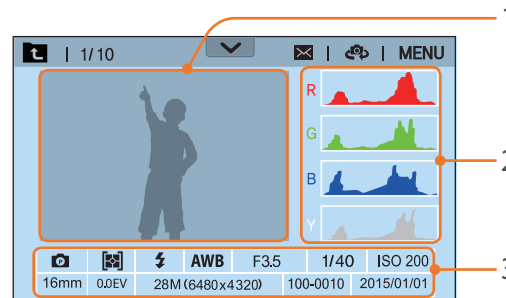 1
1/10 MENU
R
G
2
B
Y
3
P AWB F3.5 1/40 ISO 200
16mm 0.0EV 28M (6480x4320) 100-0010 2015/01/01